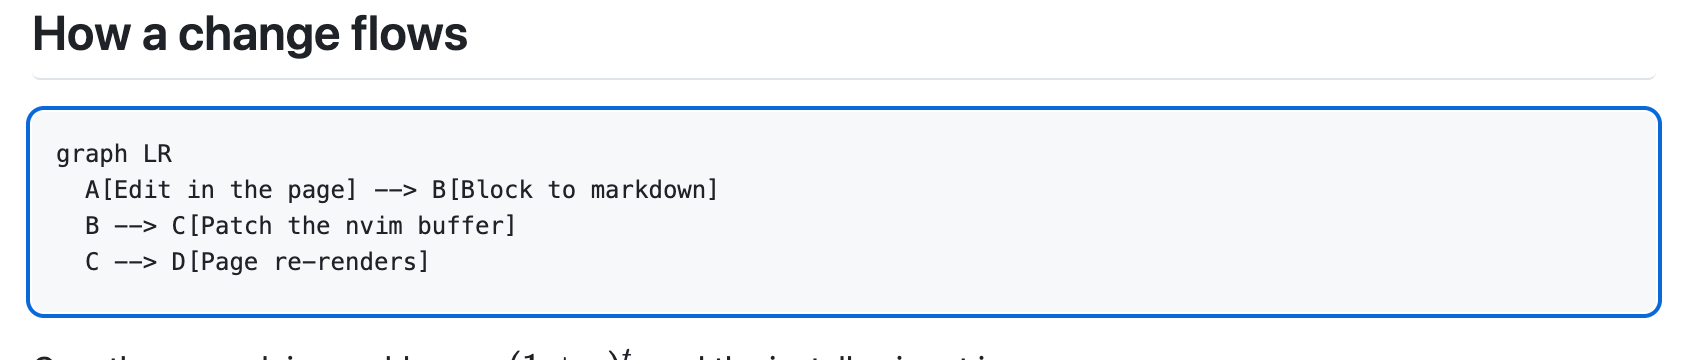 How a change flows
graph LR
A[Edit in the page] --> B[Block to markdown]
B --> C[Patch the nvim buffer]
C --> D[Page re-renders]